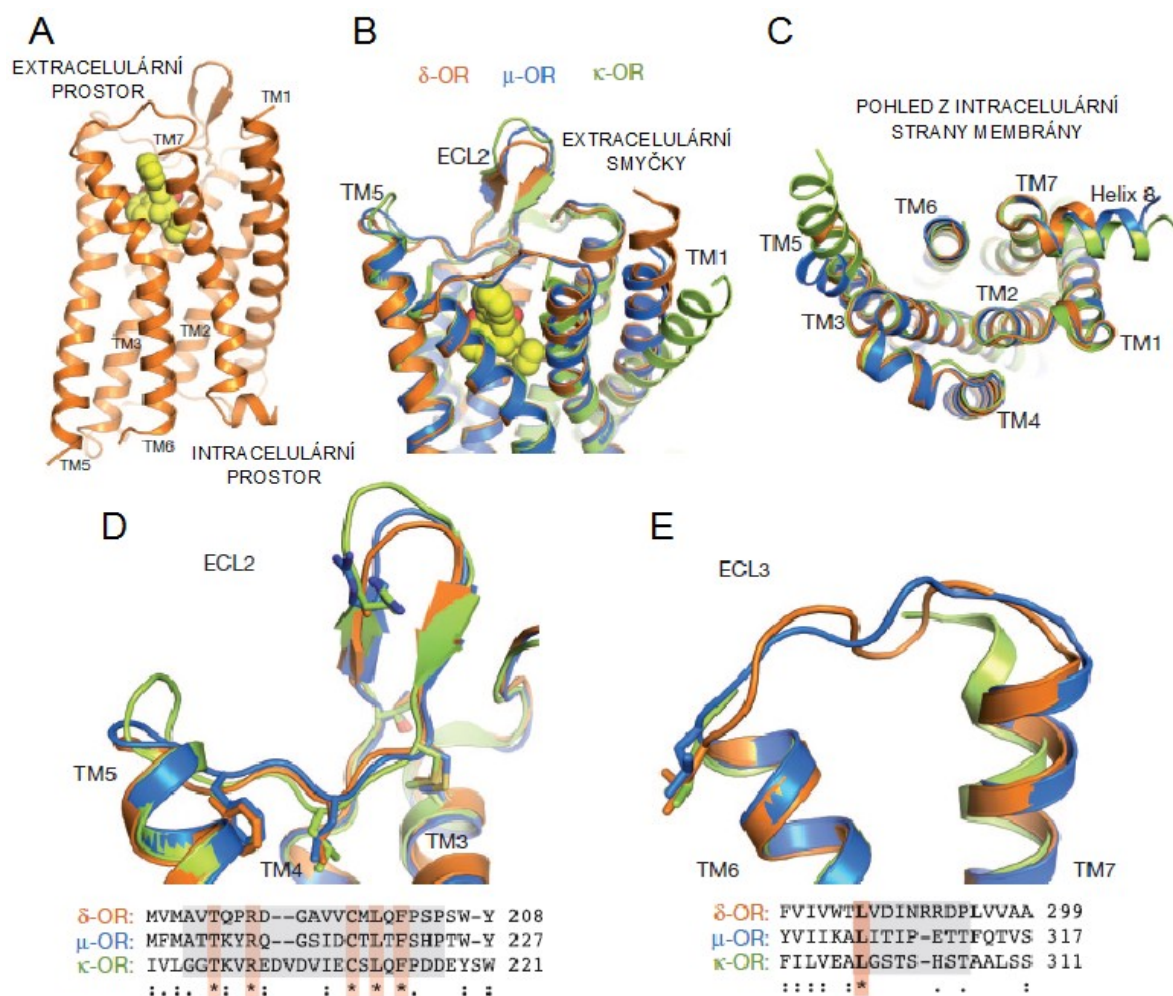 A
EXTRACELULÁRNÍ
PROSTOR
TM1
TM7
TM3
TM2
TM6
TM5
INTRACELULÁRNÍ
PROSTOR
B
δ-OR μ-OR κ-OR
ECL2
EXTRACELULÁRNÍ
SMYČKY
TM5
TM1
C
POHLED Z INTRACELULÁRNÍ
STRANY MEMBRÁNY
TM7
Helix 8
TM6
TM5
TM2
TM3
TM1
TM4
D
ECL2
TM5
TM4
TM3
δ-OR: MVMAVTQPRD--GAVVCMLQFPSPSW-Y 208
μ-OR: MFMATTKYRQ--GSIDCTLTFSHPTW-Y 227
κ-OR: IVLGGTKVREDVDVIECSLQFPDDEYSW 221
:.:. *: : * *.* *. : :
E
ECL3
TM6
TM7
δ-OR: FVIVWTLVDINRRDPLVVAA 299
μ-OR: YVIIKALITIP-ETTFQTVS 317
κ-OR: FILVEALGSTS-HSTAALSS 311
:::: :* . . ::